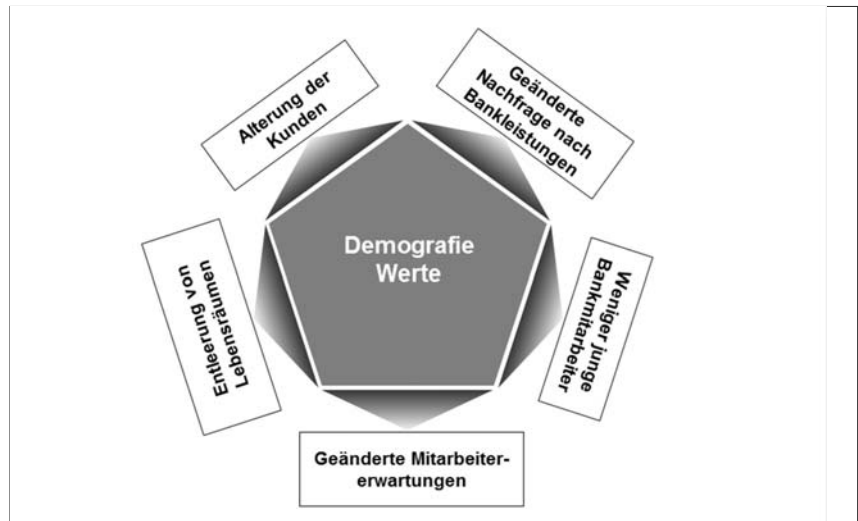 Alterung der
Kunden
Geänderte
Nachfrage nach
Bankleistungen
Demografie
Werte
Entleerung von
Lebensräumen
Weniger junge
Bankmitarbeiter
Geänderte Mitarbeiter-
erwartungen